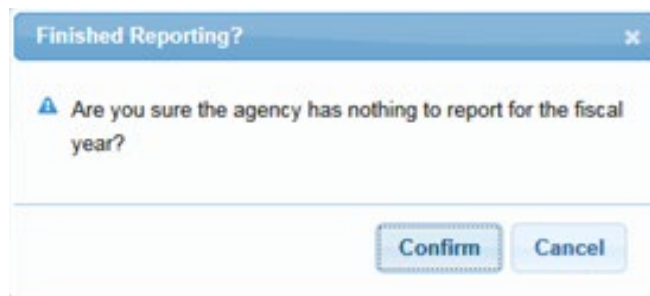 Finished Reporting?
Are you sure the agency has nothing to report for the fiscal
year?
Confirm Cancel